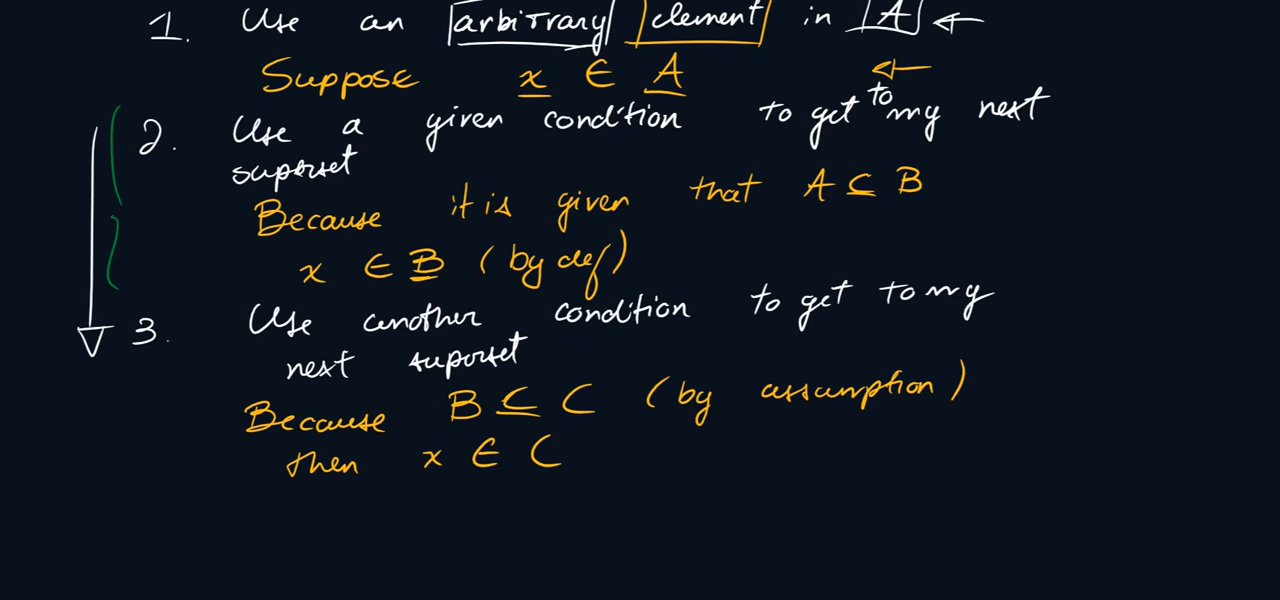 1. Use an arbitrary element in A ←
Suppose x ∈ A ←
2. Use a given condition to get to my next
superset
Because it is given that A ⊆ B
x ∈ B (by def)
3. Use another condition to get to my
next superset
Because B ⊆ C (by assumption)
then x ∈ C